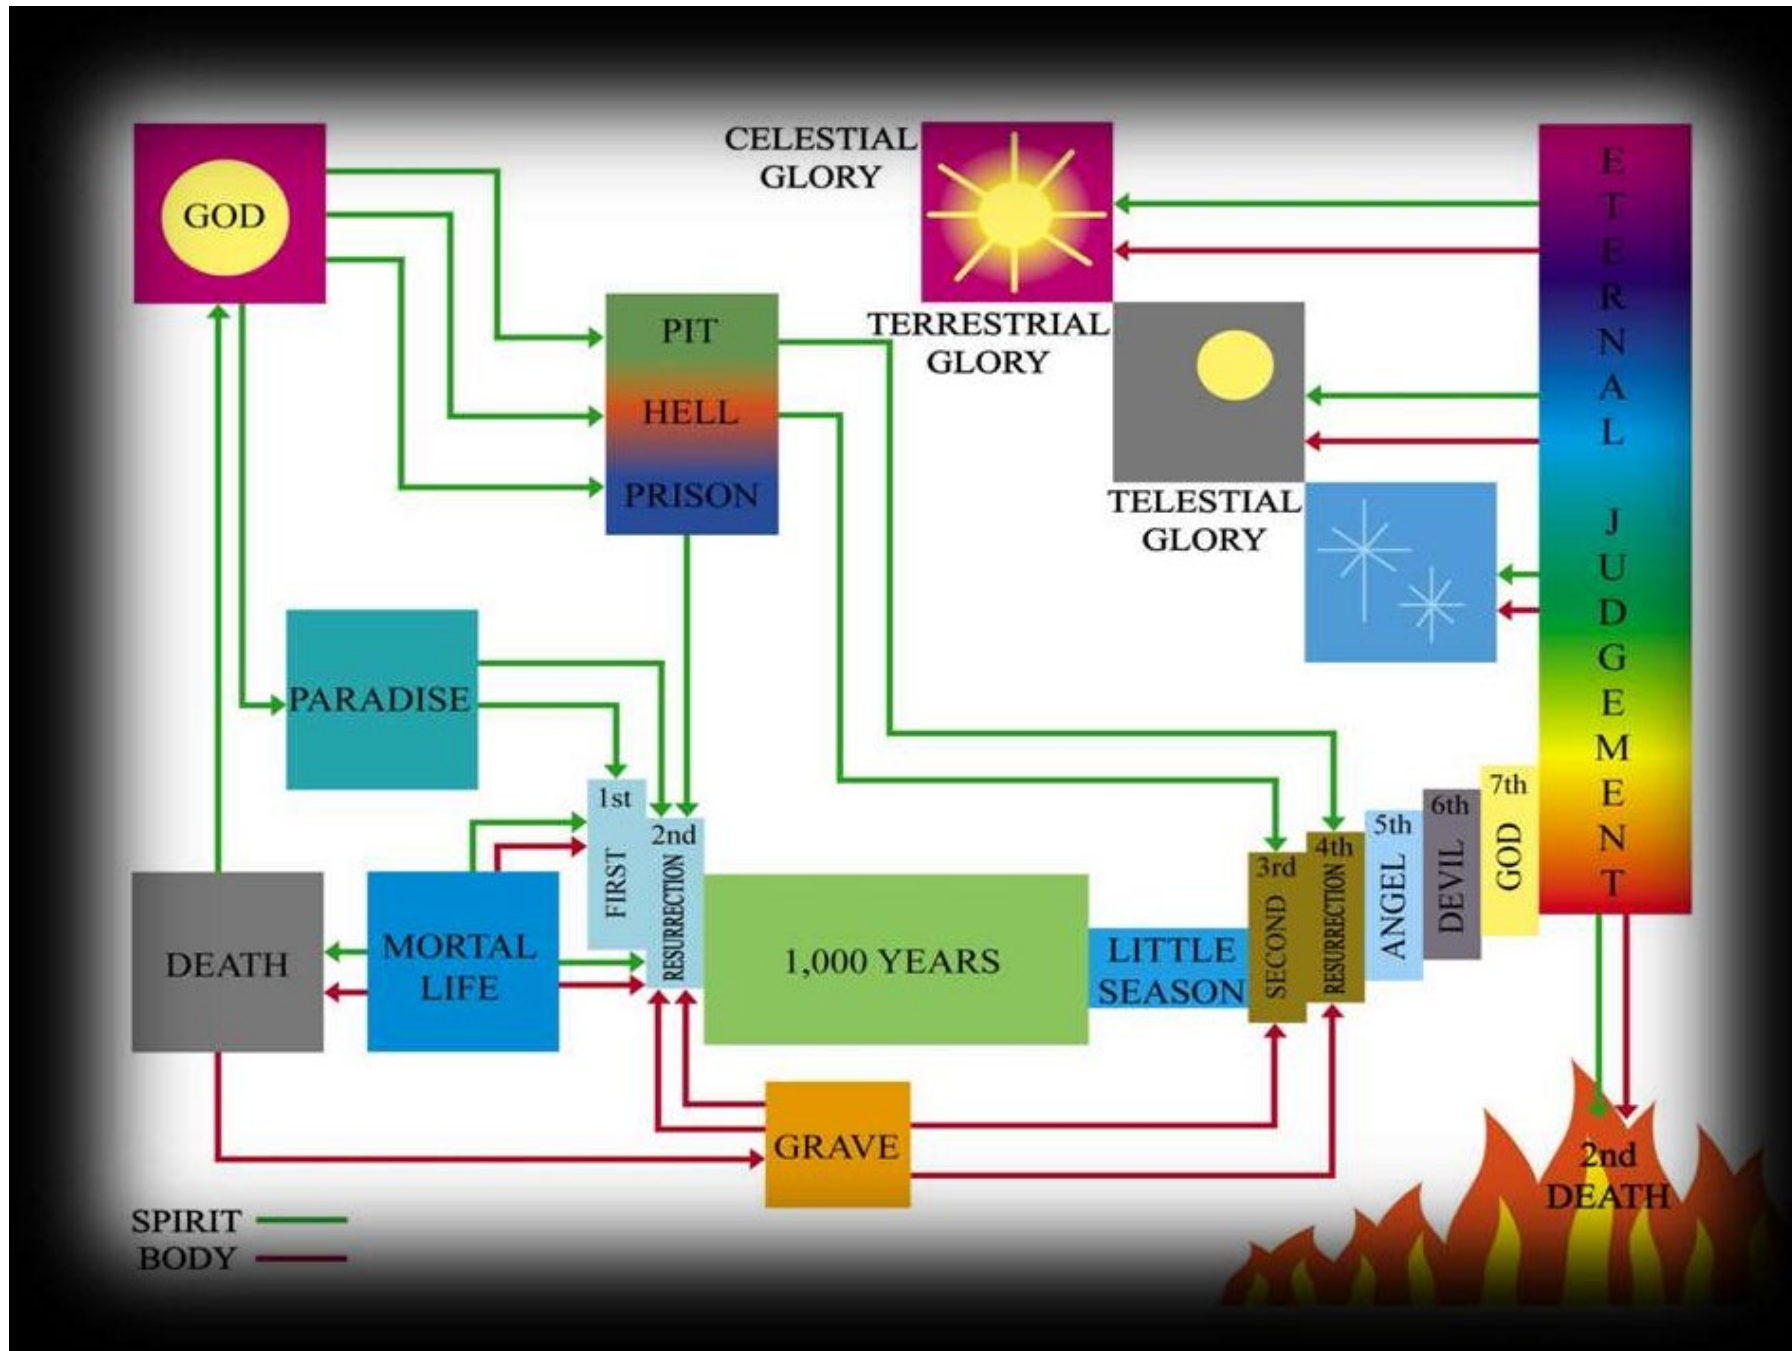 GOD
CELESTIAL
GLORY
TERRESTRIAL
GLORY
TELESTIAL
GLORY
ETERNAL JUDGEMENT
PIT
HELL
PRISON
PARADISE
1st
FIRST
2nd
RESURRECTION
DEATH
MORTAL
LIFE
1,000 YEARS
LITTLE
SEASON
3rd
SECOND
4th
RESURRECTION
5th
ANGEL
6th
DEVIL
7th
GOD
GRAVE
2nd
DEATH
SPIRIT
BODY